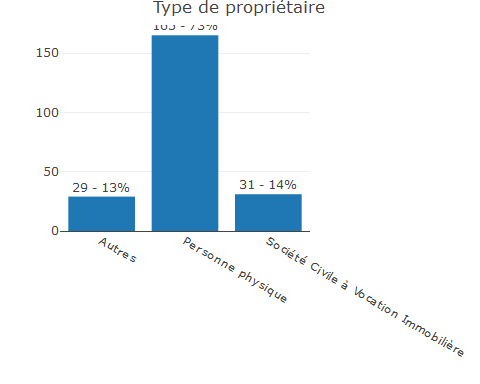 Type de propriétaire
165 - 73%
150
100
50
0
29 - 13%
31 - 14%
Autres
Personne physique
Société Civile à Vocation Immobilière